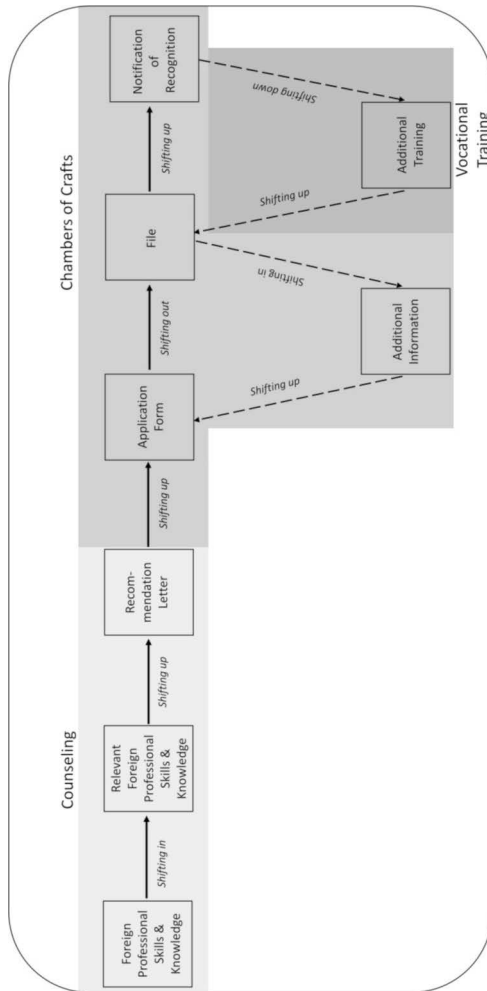 Counseling
Chambers of Crafts
Foreign
Professional
Skills &
Knowledge
Shifting in
Relevant
Foreign
Professional
Skills &
Knowledge
Shifting up
Recom-
mendation
Letter
Shifting up
Application
Form
Shifting out
File
Shifting up
Notification
of
Recognition
Shifting up
Shifting in
Shifting up
Shifting down
Additional
Information
Additional
Training
Vocational
Training